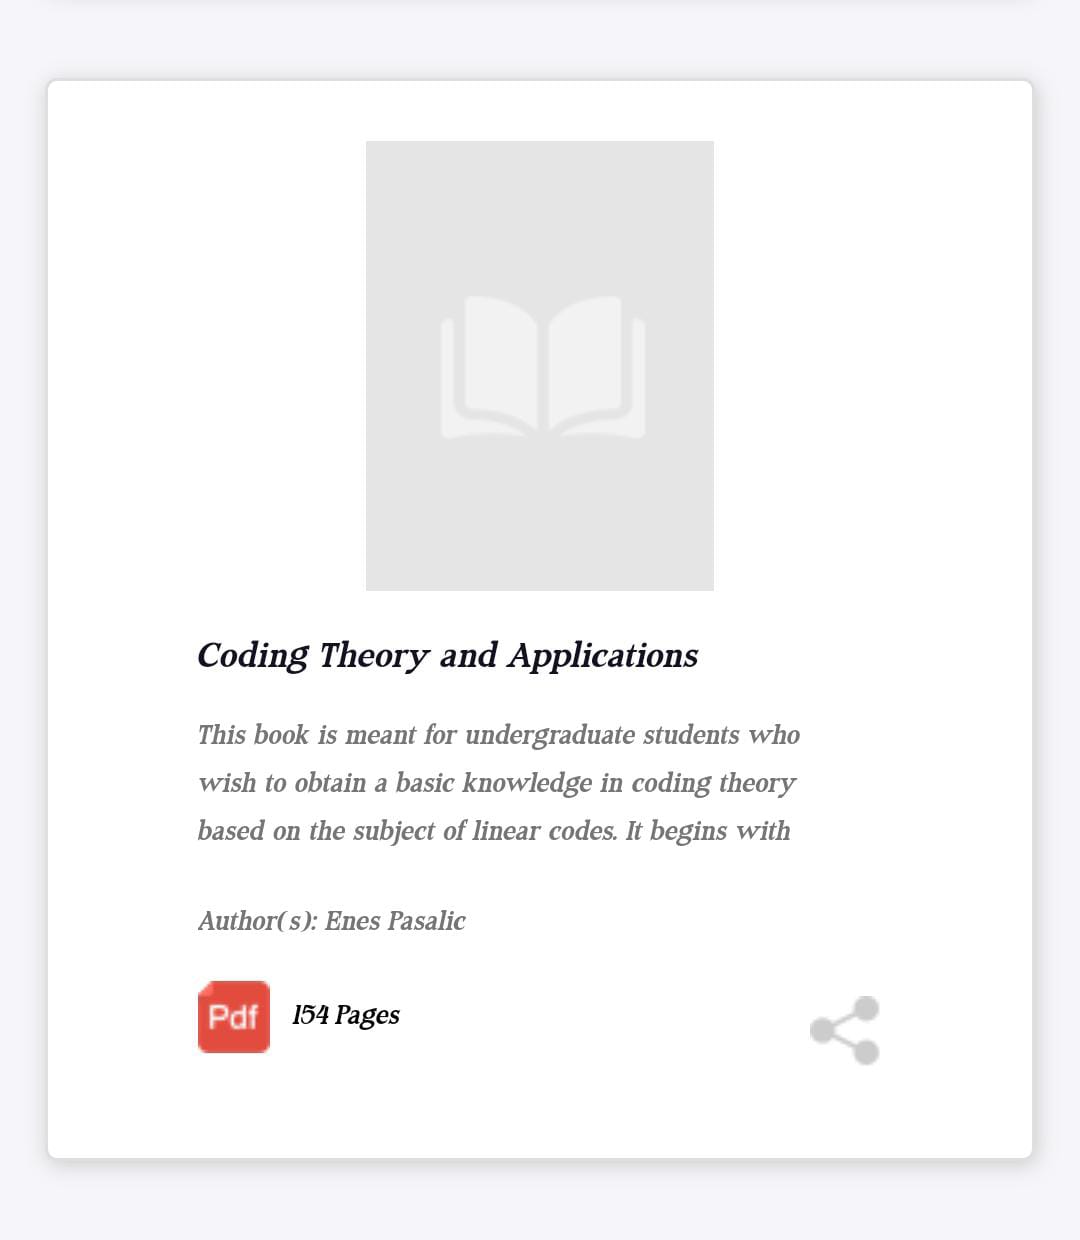 Coding Theory and Applications
This book is meant for undergraduate students who
wish to obtain a basic knowledge in coding theory
based on the subject of linear codes. It begins with
Author(s): Enes Pasalic
Pdf
154 Pages